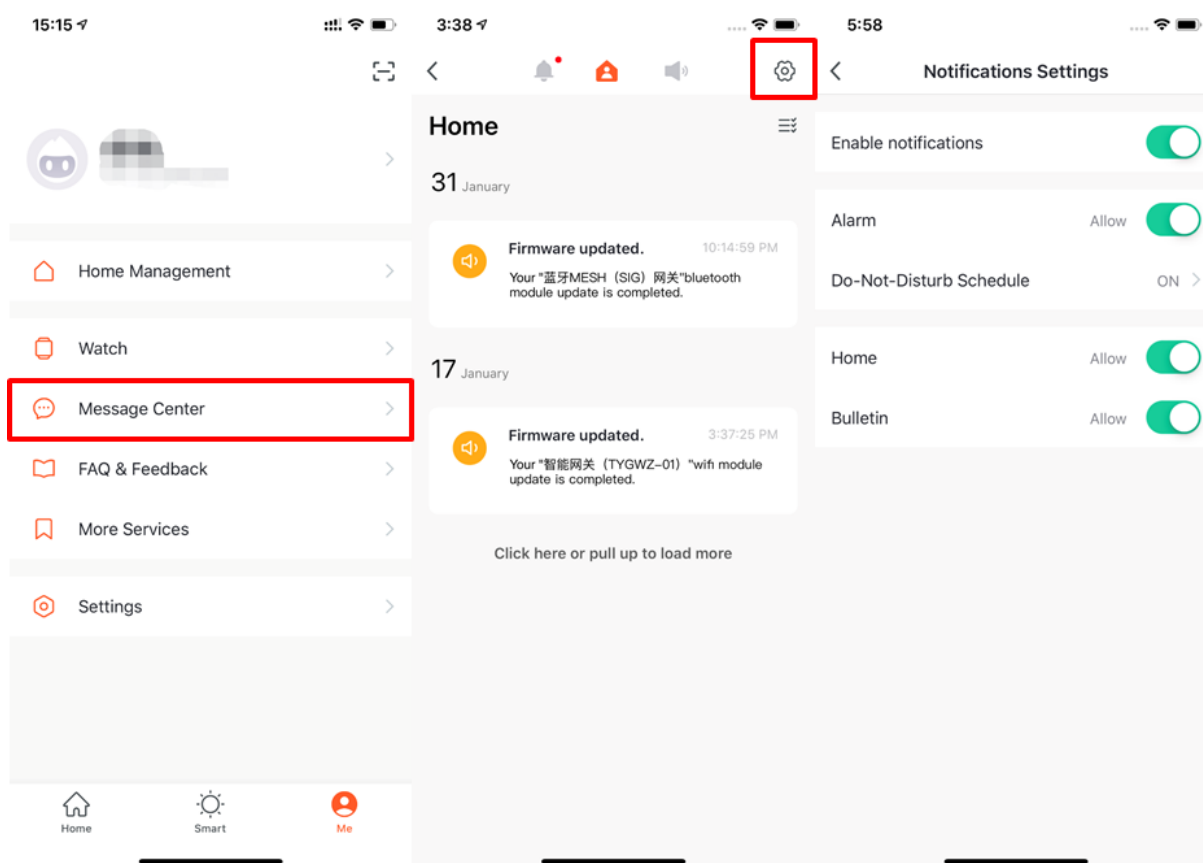 15:15
Home Management
Watch
Message Center
FAQ & Feedback
More Services
Settings
Home
Smart
Me
3:38
Home
31 January
Firmware updated.
10:14:59 PM
Your "蓝牙MESH（SIG）网关"bluetooth
module update is completed.
17 January
Firmware updated.
3:37:25 PM
Your "智能网关（TYGWZ-01）"wifi module
update is completed.
Click here or pull up to load more
5:58
Notifications Settings
Enable notifications
Alarm
Allow
Do-Not-Disturb Schedule
ON
Home
Allow
Bulletin
Allow